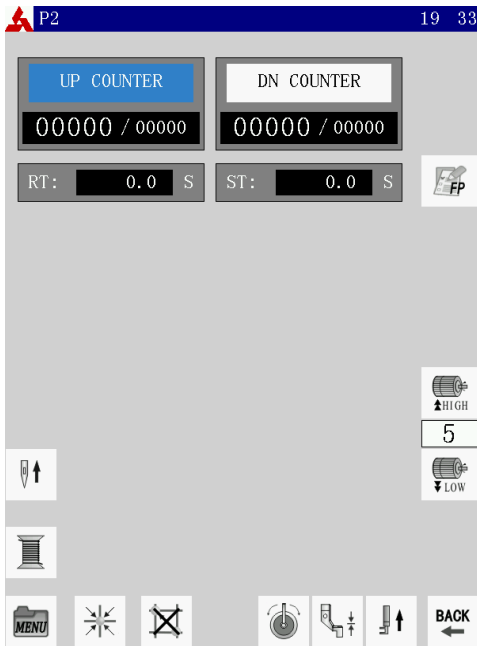 P2 19 33
UP COUNTER DN COUNTER
00000 / 00000 00000 / 00000
RT: 0.0 S ST: 0.0 S
FP
HIGH
5
LOW
MENU BACK